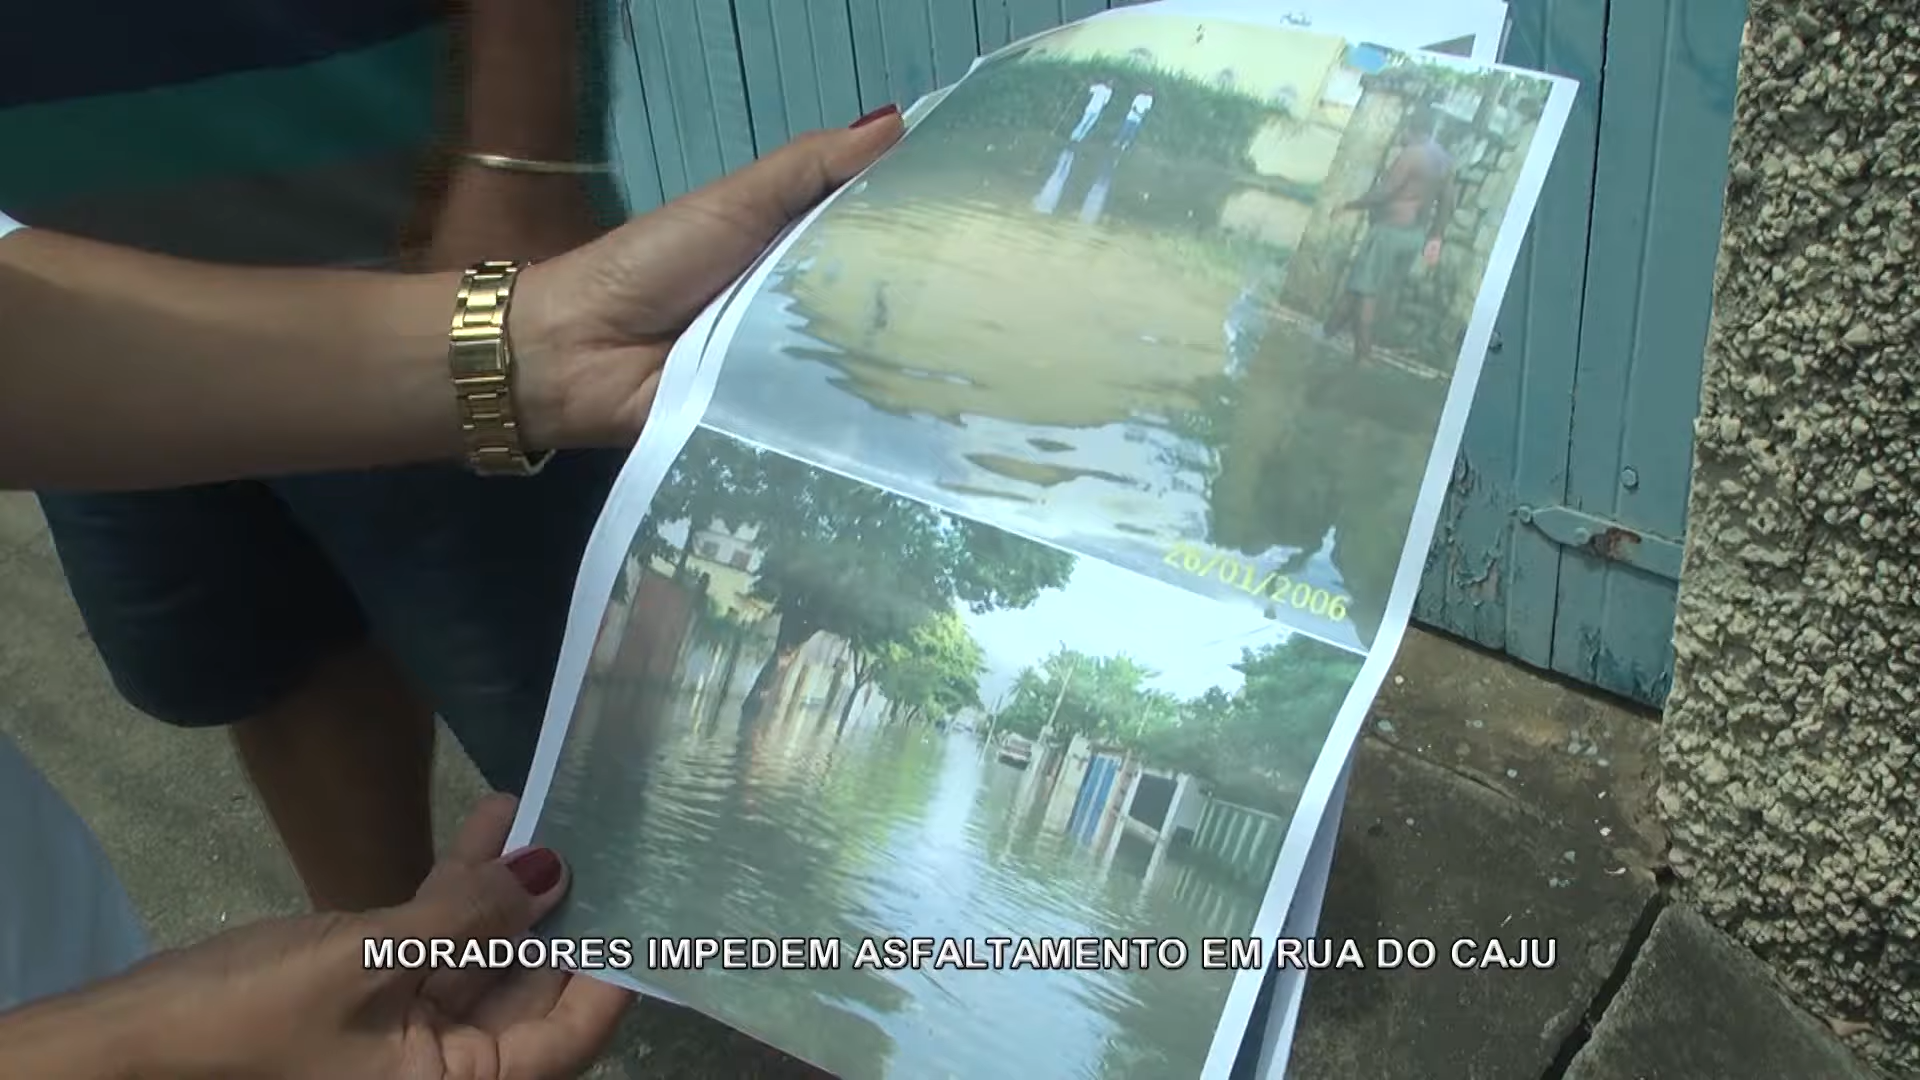 26/01/2006
MORADORES IMPEDEM ASFALTAMENTO EM RUA DO CAJU